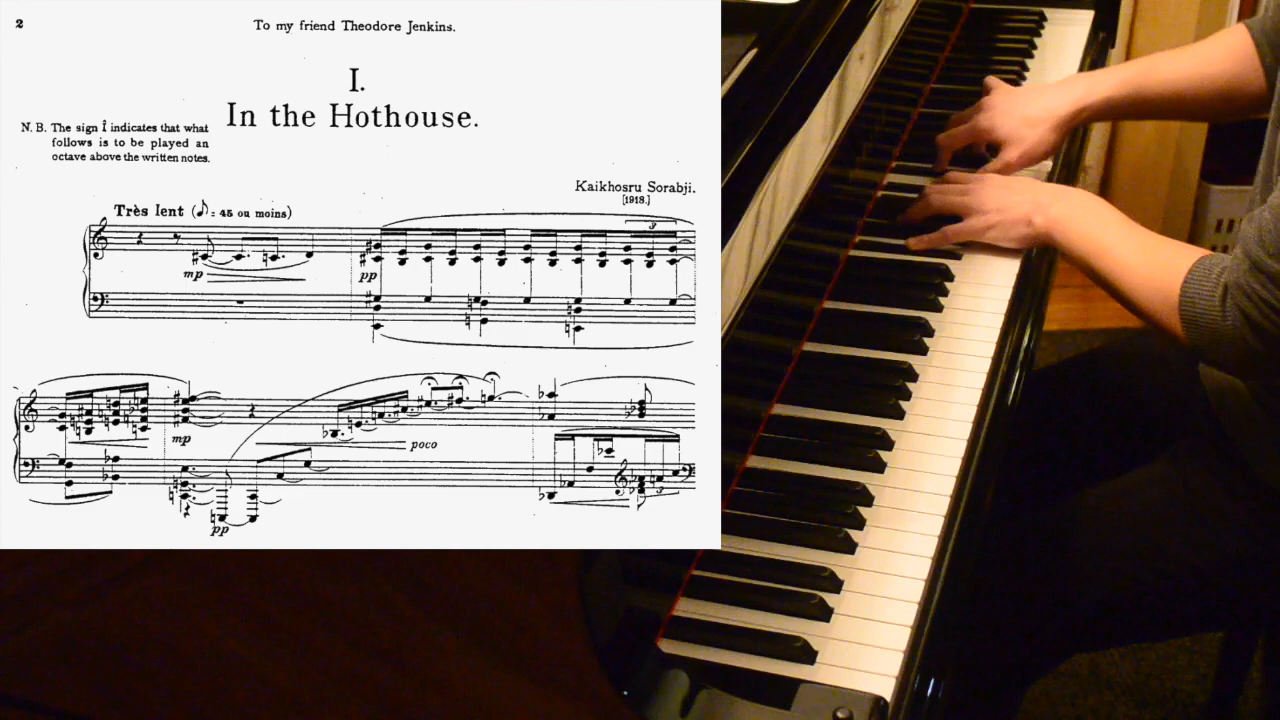 2
To my friend Theodore Jenkins.
I.
In the Hothouse.
N. B. The sign Î indicates that what
follows is to be played an
octave above the written notes.
Kaikhosru Sorabji.
[1918.]
Très lent (♪ = 45 ou moins)
3
mp
pp
mp
poco
3
pp